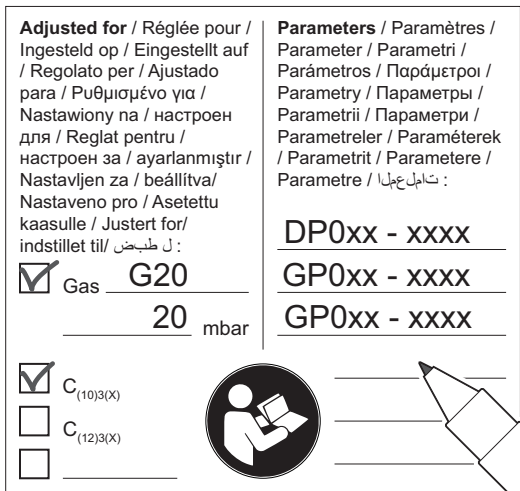 Adjusted for / Réglée pour /
Ingesteld op / Eingestellt auf
/ Regolato per / Ajustado
para / Ρυθμισμένο για /
Nastawiony na / настроен
для / Reglat pentru /
настроен за / ayarlanmıştır /
Nastavljen za / beállítva/
Nastaveno pro / Asetettu
kaasulle / Justert for/
indstillet til/ ل طبض :
Gas G20
20 mbar
C(10)3(X)
C(12)3(X)
Parameters / Paramètres /
Parameter / Parametri /
Parámetros / Παράμετροι /
Parametry / Параметры /
Parametrii / Параметри /
Parametreler / Paraméterek
/ Parametrit / Parametere /
Parametre / تاملعملا :
DP0xx - xxxx
GP0xx - xxxx
GP0xx - xxxx